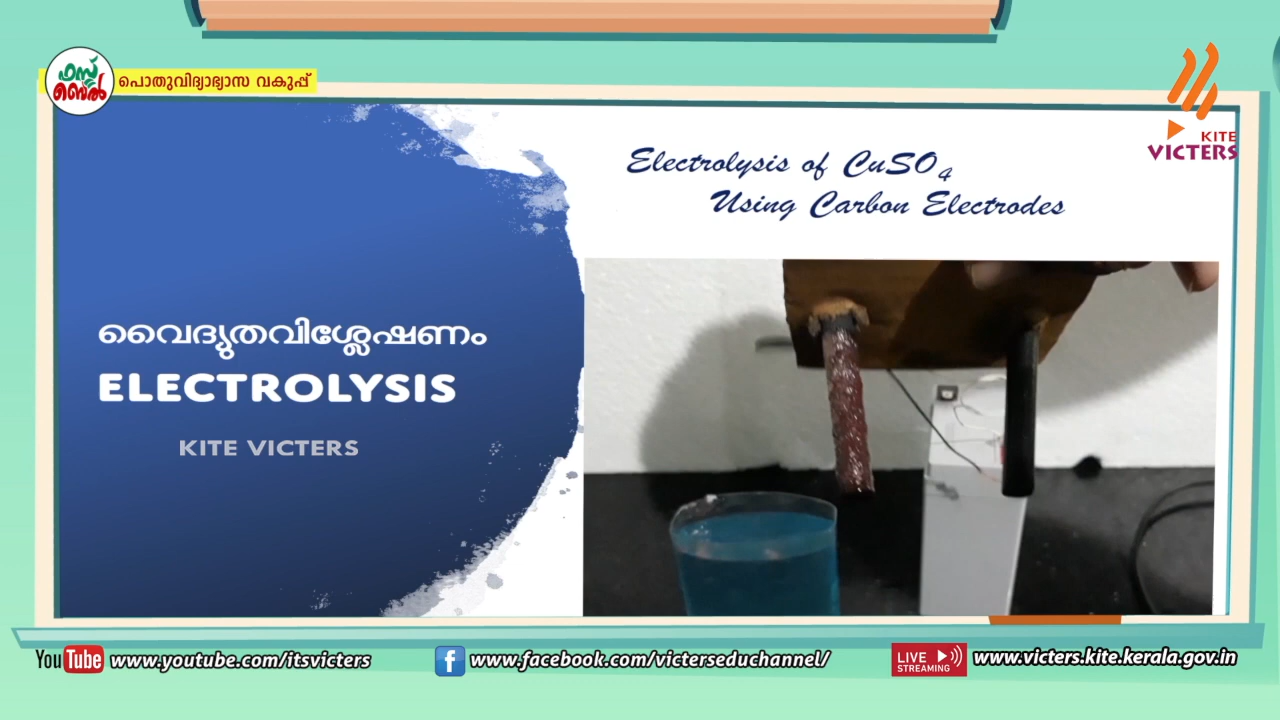 ഫസ്റ്റ്
ബെൽ
പൊതുവിദ്യാഭ്യാസ വകുപ്പ്
KITE
VICTERS
Electrolysis of CuSO₄
Using Carbon Electrodes
വൈദ്യുതവിശ്ലേഷണം
ELECTROLYSIS
KITE VICTERS
YouTube www.youtube.com/itsvicters
f www.facebook.com/victerseduchannel/
LIVE
STREAMING
www.victers.kite.kerala.gov.in